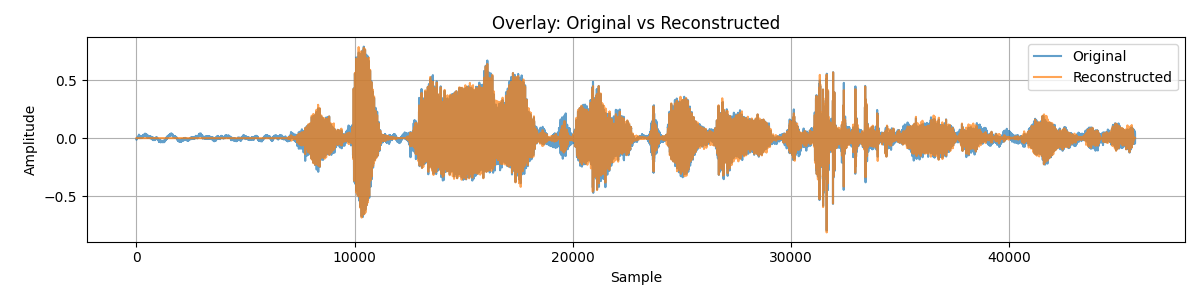 Overlay: Original vs Reconstructed
Original
Reconstructed
0.5
0.0
−0.5
Amplitude
0 10000 20000 30000 40000
Sample